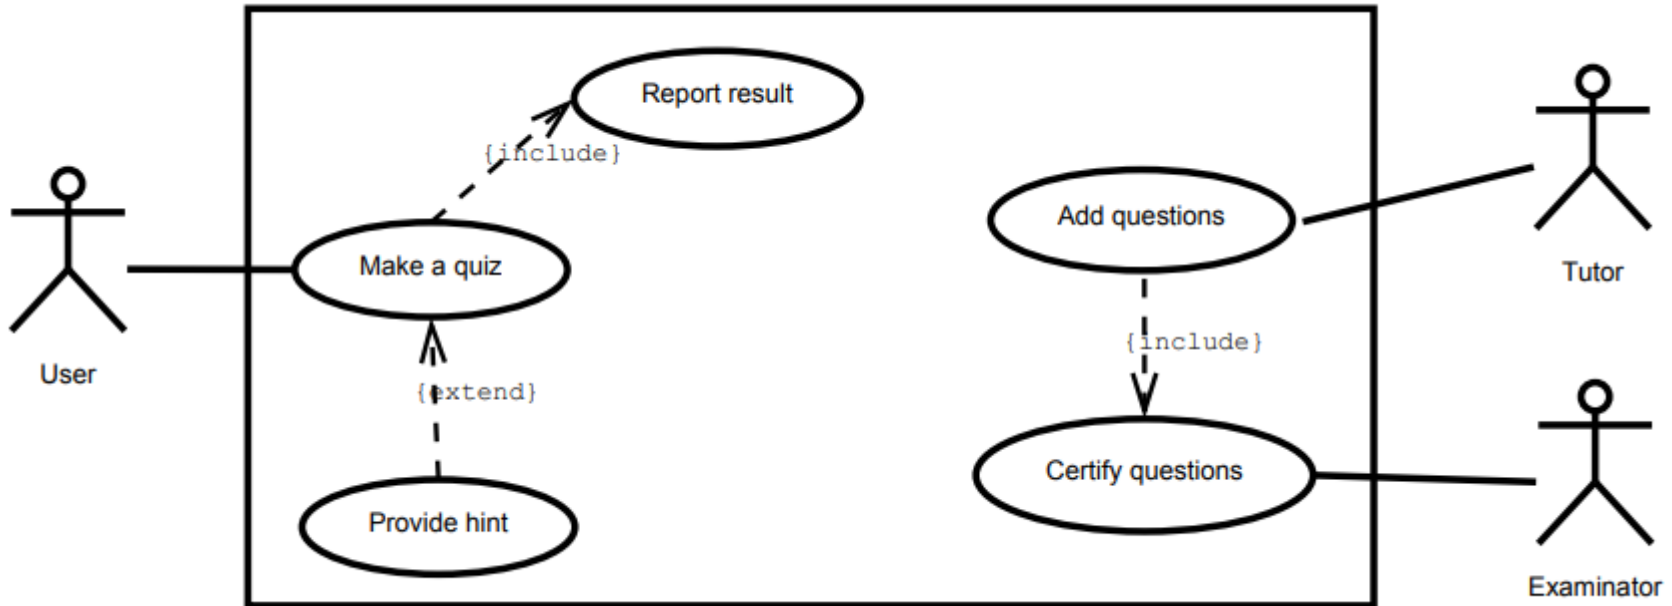 Report result
{include}
Make a quiz
User
{extend}
Provide hint
Add questions
Tutor
{include}
Certify questions
Examinator